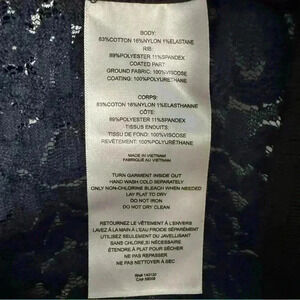 BODY:
83%COTTON 16%NYLON 1%ELASTANE
RIB:
89%POLYESTER 11%SPANDEX
COATED PART
GROUND FABRIC: 100%VISCOSE
COATING: 100%POLYURETHANE
CORPS:
83%COTON 16%NYLON 1%ELASTHANNE
CÔTE
89%POLYESTER 11%SPANDEX
TISSUS ENDUITS:
TISSU DE FOND: 100%VISCOSE
REVÊTEMENT: 100%POLYURÉTHANE
MADE IN VIETNAM
FABRIQUÉ AU VIETNAM
TURN GARMENT INSIDE OUT
HAND WASH COLD SEPARATELY
ONLY NON-CHLORINE BLEACH WHEN NEEDED
LAY FLAT TO DRY
DO NOT IRON
DO NOT DRY CLEAN
RETOURNEZ LE VÊTEMENT À L'ENVERS
LAVEZ À LA MAIN À L'EAU FROIDE SÉPARÉMENT
UTILISEZ SEULEMENT DU JAVELLISANT
SANS CHLORE, SI NÉCESSAIRE.
ÉTENDRE À PLAT POUR SÉCHER
NE PAS REPASSER
NE PAS NETTOYER À SEC